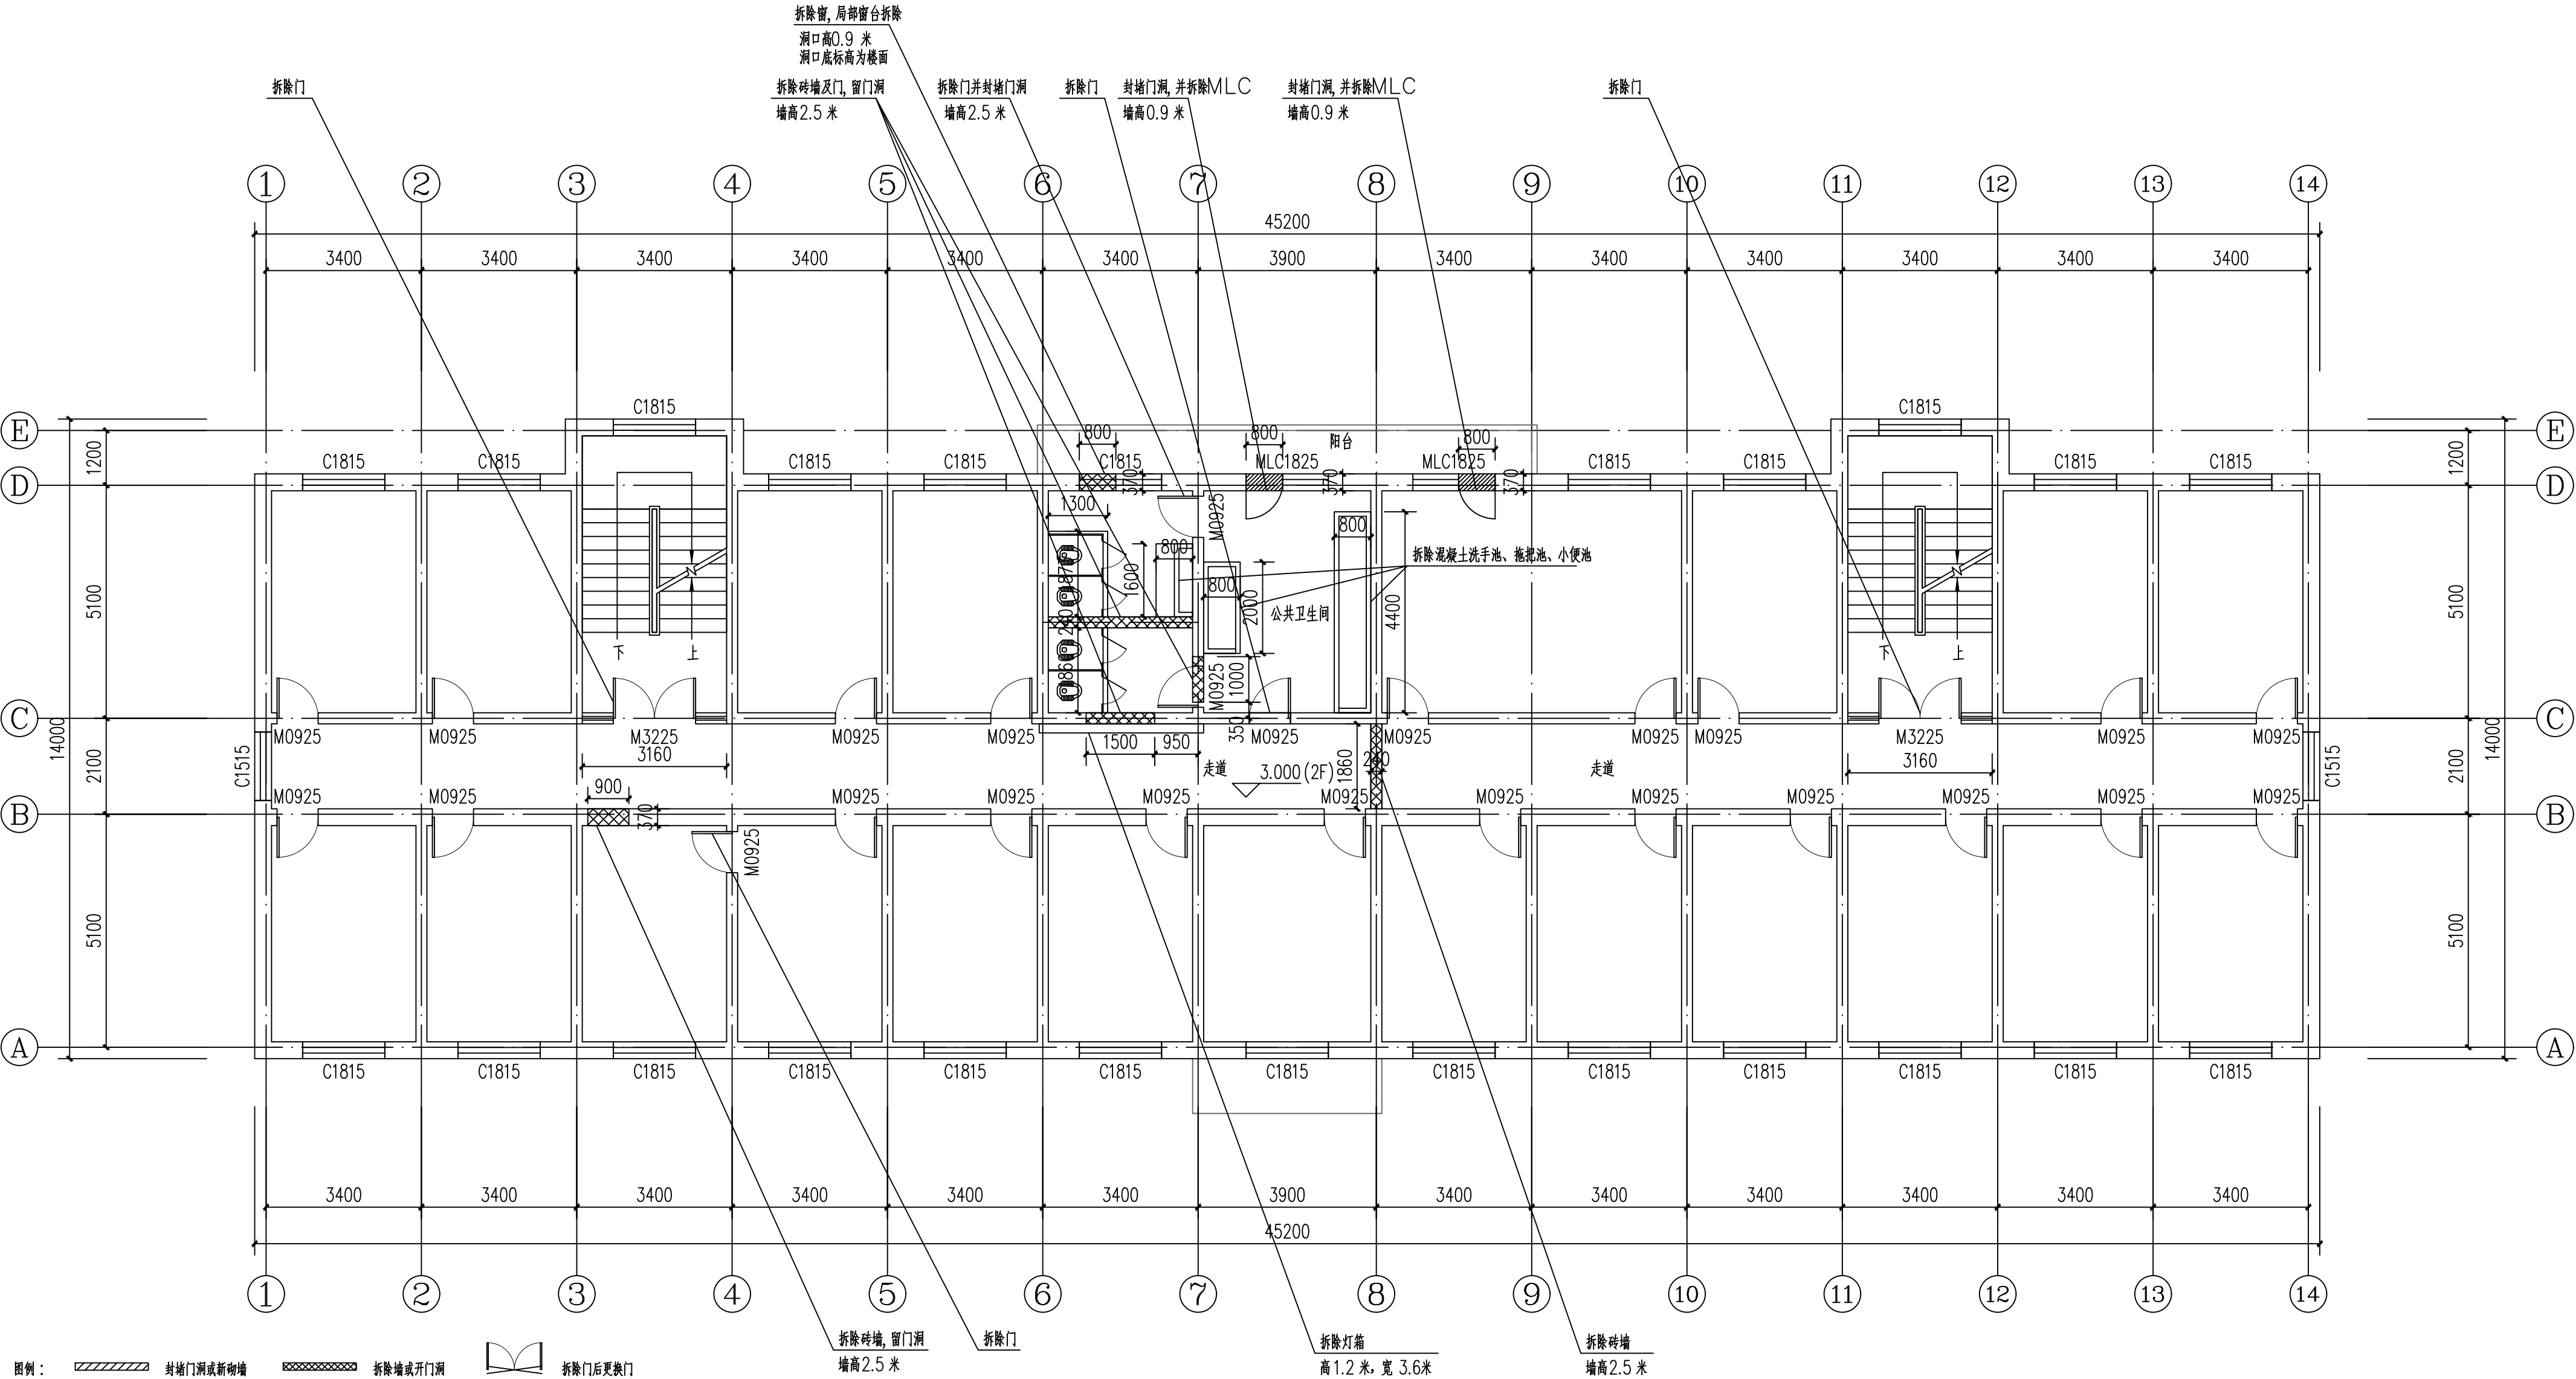 拆除窗, 局部窗台拆除
洞口高0.9 米
洞口底标高为楼面
拆除门
拆除砖墙及门, 留门洞
墙高2.5 米
拆除门并封堵门洞
墙高2.5 米
拆除门
封堵门洞, 并拆除MLC
墙高0.9 米
封堵门洞, 并拆除MLC
墙高0.9 米
拆除门
1 2 3 4 5 6 7 8 9 10 11 12 13 14
45200
3400 3400 3400 3400 3400 3400 3900 3400 3400 3400 3400 3400 3400
C1815 C1815
E 800 800 阳台 800 E
1200 C1815 C1815 C1815 C1815 C1815 MLC1825 MLC1825 C1815 C1815 C1815 C1815 1200
D 370 370 370 D
1300 M0925
800 800
拆除混凝土洗手池、拖把池、小便池
1600 800 2000 公共卫生间 4400
5100 240 5100
下 上 下 上
M0925 1000
C C
14000 350 14000
M0925 M0925 M3225 M0925 M0925 M0925 M0925 M0925 M0925 M3225 M0925 M0925
3160 1500 950 3160
C1515 2100 走道 3.000(2F) 1860 240 走道 2100 C1515
900
M0925 M0925 M0925 M0925 M0925 M0925 M0925 M0925 M0925 M0925 M0925 M0925
B 370 B
M0925
5100 5100
A A
C1815 C1815 C1815 C1815 C1815 C1815 C1815 C1815 C1815 C1815 C1815 C1815 C1815
3400 3400 3400 3400 3400 3400 3900 3400 3400 3400 3400 3400 3400
45200
1 2 3 4 5 6 7 8 9 10 11 12 13 14
拆除砖墙, 留门洞
墙高2.5 米
拆除门
拆除灯箱
高1.2 米, 宽 3.6米
拆除砖墙
墙高2.5 米
图例：
封堵门洞或新砌墙
拆除墙或开门洞
拆除门后更换门